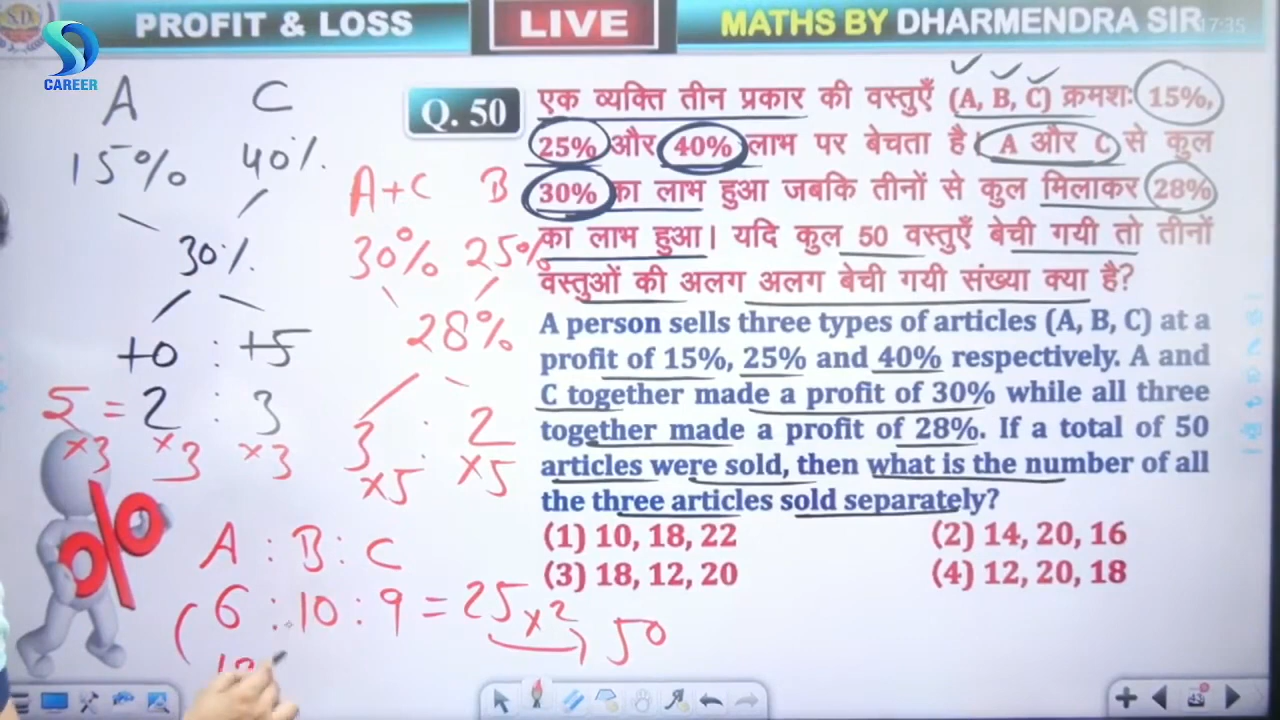 PROFIT & LOSS
LIVE
MATHS BY DHARMENDRA SIR
17:35
S.D.
CAREER
Q. 50
एक व्यक्ति तीन प्रकार की वस्तुएँ (A, B, C) क्रमशः 15%,
25% और 40% लाभ पर बेचता है। A और C से कुल
30% का लाभ हुआ जबकि तीनों से कुल मिलाकर 28%
का लाभ हुआ। यदि कुल 50 वस्तुएँ बेची गयी तो तीनों
वस्तुओं की अलग अलग बेची गयी संख्या क्या है?
A person sells three types of articles (A, B, C) at a
profit of 15%, 25% and 40% respectively. A and
C together made a profit of 30% while all three
together made a profit of 28%. If a total of 50
articles were sold, then what is the number of all
the three articles sold separately?
(1) 10, 18, 22
(2) 14, 20, 16
(3) 18, 12, 20
(4) 12, 20, 18
A C
15% 40%
30%
+0 : +5
5 = 2 : 3
×3 ×3 ×3
A+C B
30% 25%
28%
3 : 2
×5 ×5
A : B : C
6 : 10 : 9 = 25 ×2 50
%
43